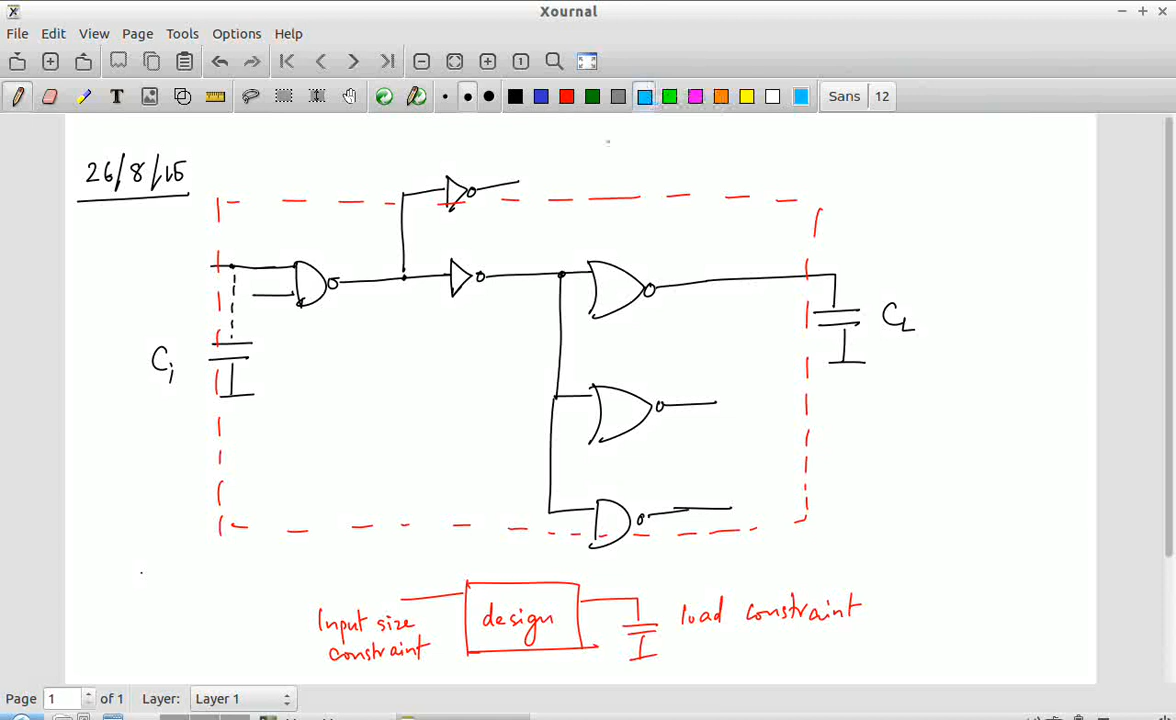 Xournal
File Edit View Page Tools Options Help
Sans 12
26/8/15
Ci
CL
Input size
constraint
design
load constraint
Page 1 of 1 Layer: Layer 1